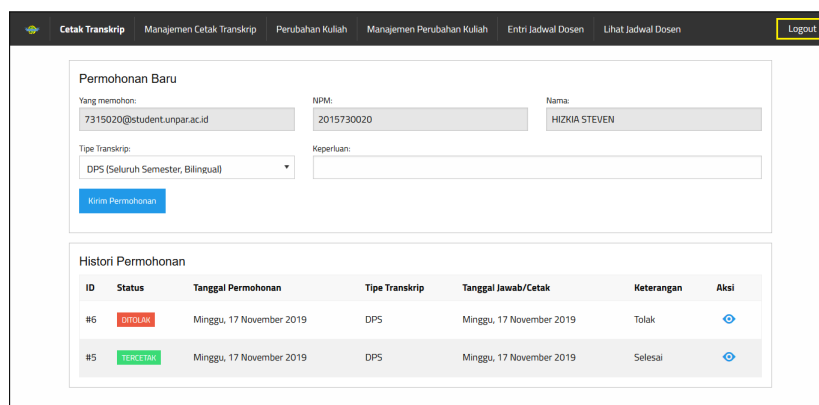 Cetak Transkrip Manajemen Cetak Transkrip Perubahan Kuliah Manajemen Perubahan Kuliah Entri Jadwal Dosen Lihat Jadwal Dosen Logout
Permohonan Baru
Yang memohon: NPM: Nama:
7315020@student.unpar.ac.id 2015730020 HIZKIA STEVEN
Tipe Transkrip: Keperluan:
DPS (Seluruh Semester, Bilingual)
Kirim Permohonan
Histori Permohonan
ID Status Tanggal Permohonan Tipe Transkrip Tanggal Jawab/Cetak Keterangan Aksi
#6 DITOLAK Minggu, 17 November 2019 DPS Minggu, 17 November 2019 Tolak
#5 TERCETAK Minggu, 17 November 2019 DPS Minggu, 17 November 2019 Selesai